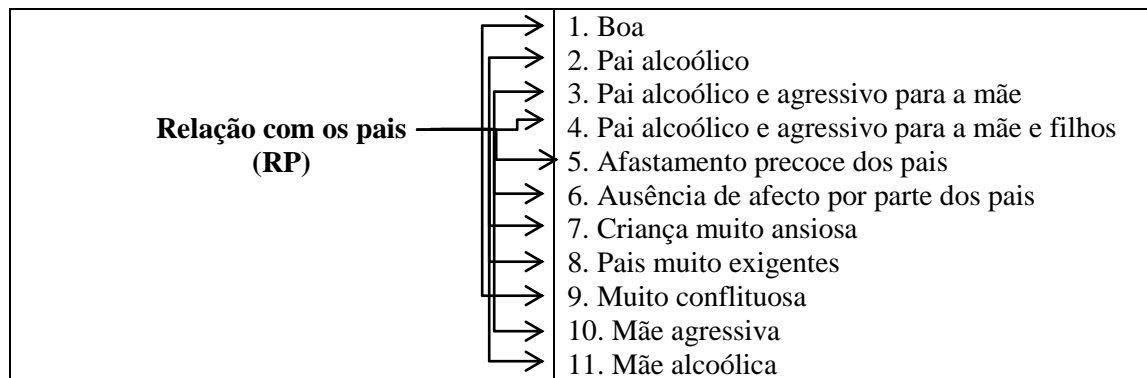 Relação com os pais
(RP)
1. Boa
2. Pai alcoólico
3. Pai alcoólico e agressivo para a mãe
4. Pai alcoólico e agressivo para a mãe e filhos
5. Afastamento precoce dos pais
6. Ausência de afecto por parte dos pais
7. Criança muito ansiosa
8. Pais muito exigentes
9. Muito conflituosa
10. Mãe agressiva
11. Mãe alcoólica